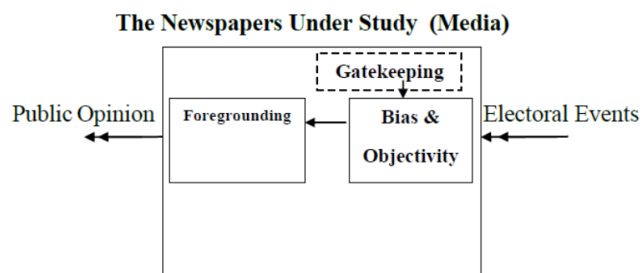 The Newspapers Under Study (Media)
Gatekeeping
Public Opinion
Foregrounding
Bias &
Objectivity
Electoral Events